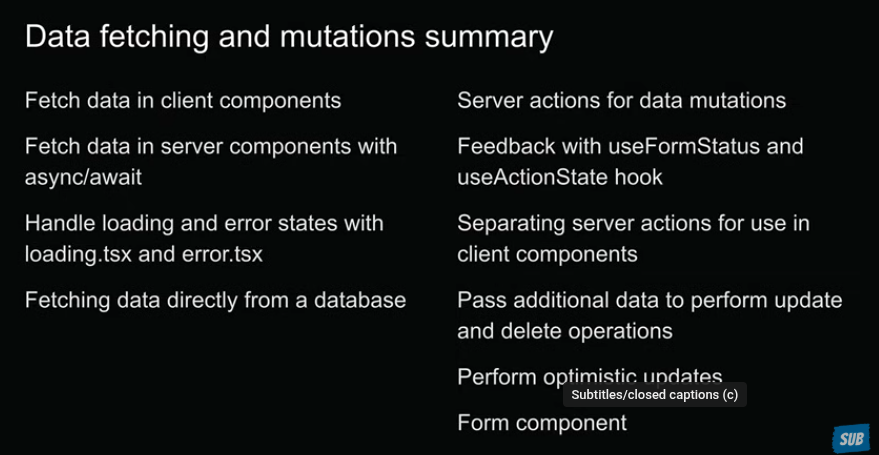 Data fetching and mutations summary
Fetch data in client components
Fetch data in server components with
async/await
Handle loading and error states with
loading.tsx and error.tsx
Fetching data directly from a database
Server actions for data mutations
Feedback with useFormStatus and
useActionState hook
Separating server actions for use in
client components
Pass additional data to perform update
and delete operations
Perform optimistic updates
Subtitles/closed captions (c)
Form component
SUB